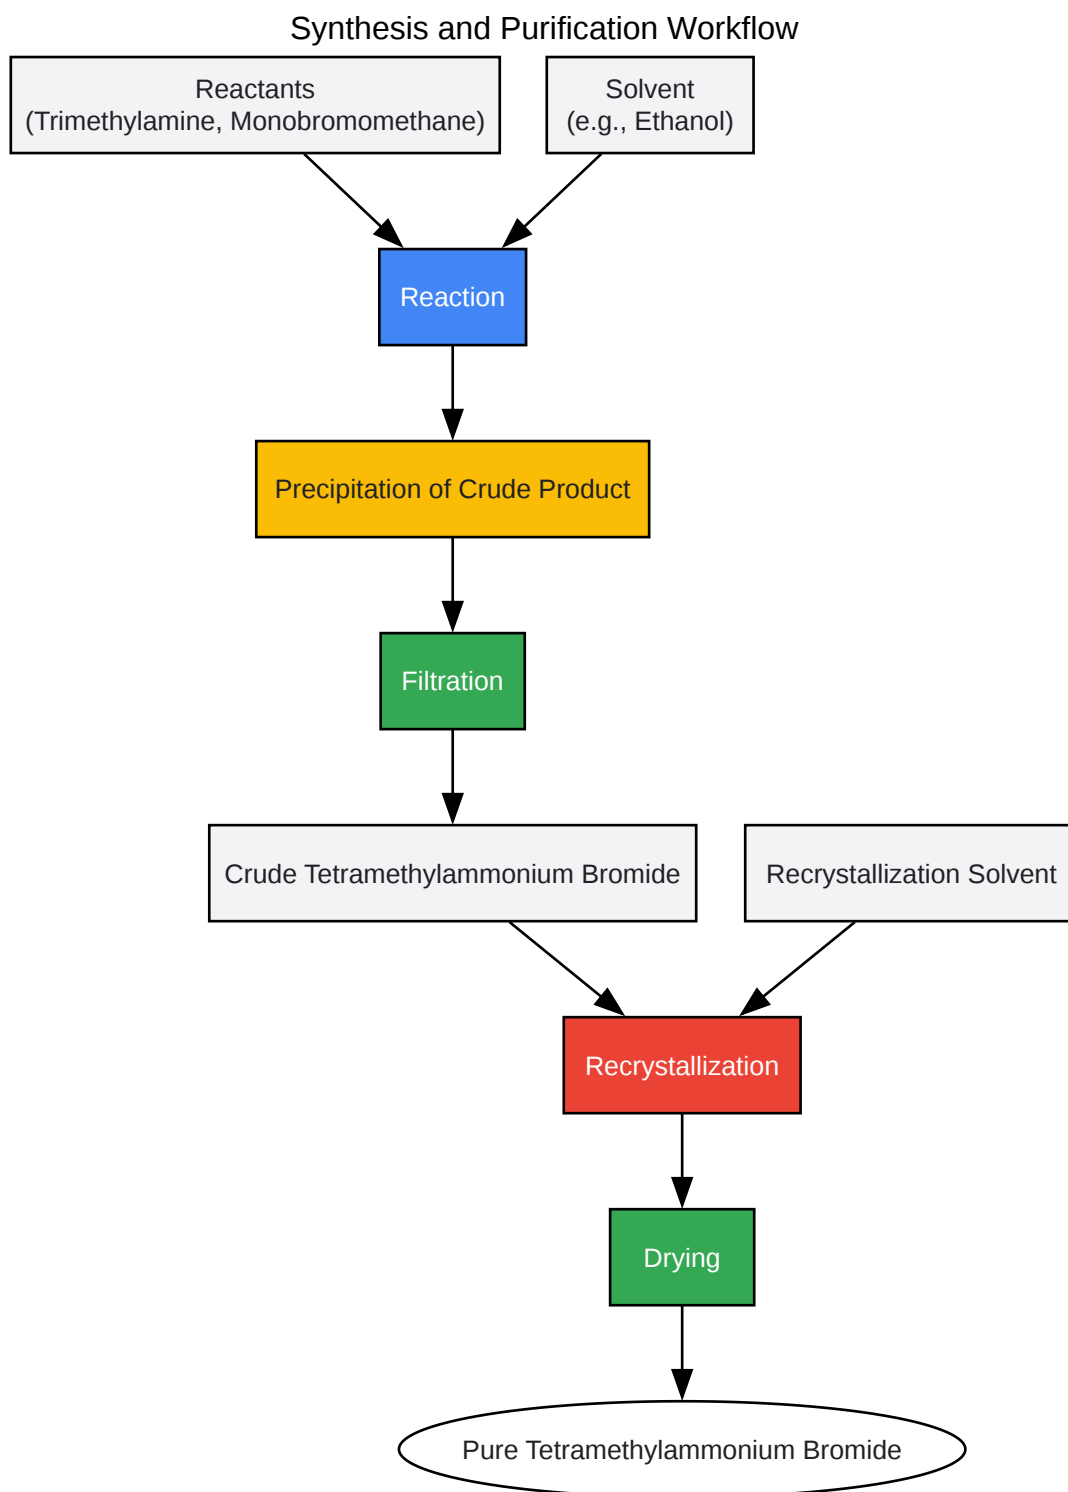 Synthesis and Purification Workflow
Reactants
(Trimethylamine, Monobromomethane)
Solvent
(e.g., Ethanol)
Reaction
Precipitation of Crude Product
Filtration
Crude Tetramethylammonium Bromide
Recrystallization Solvent
Recrystallization
Drying
Pure Tetramethylammonium Bromide